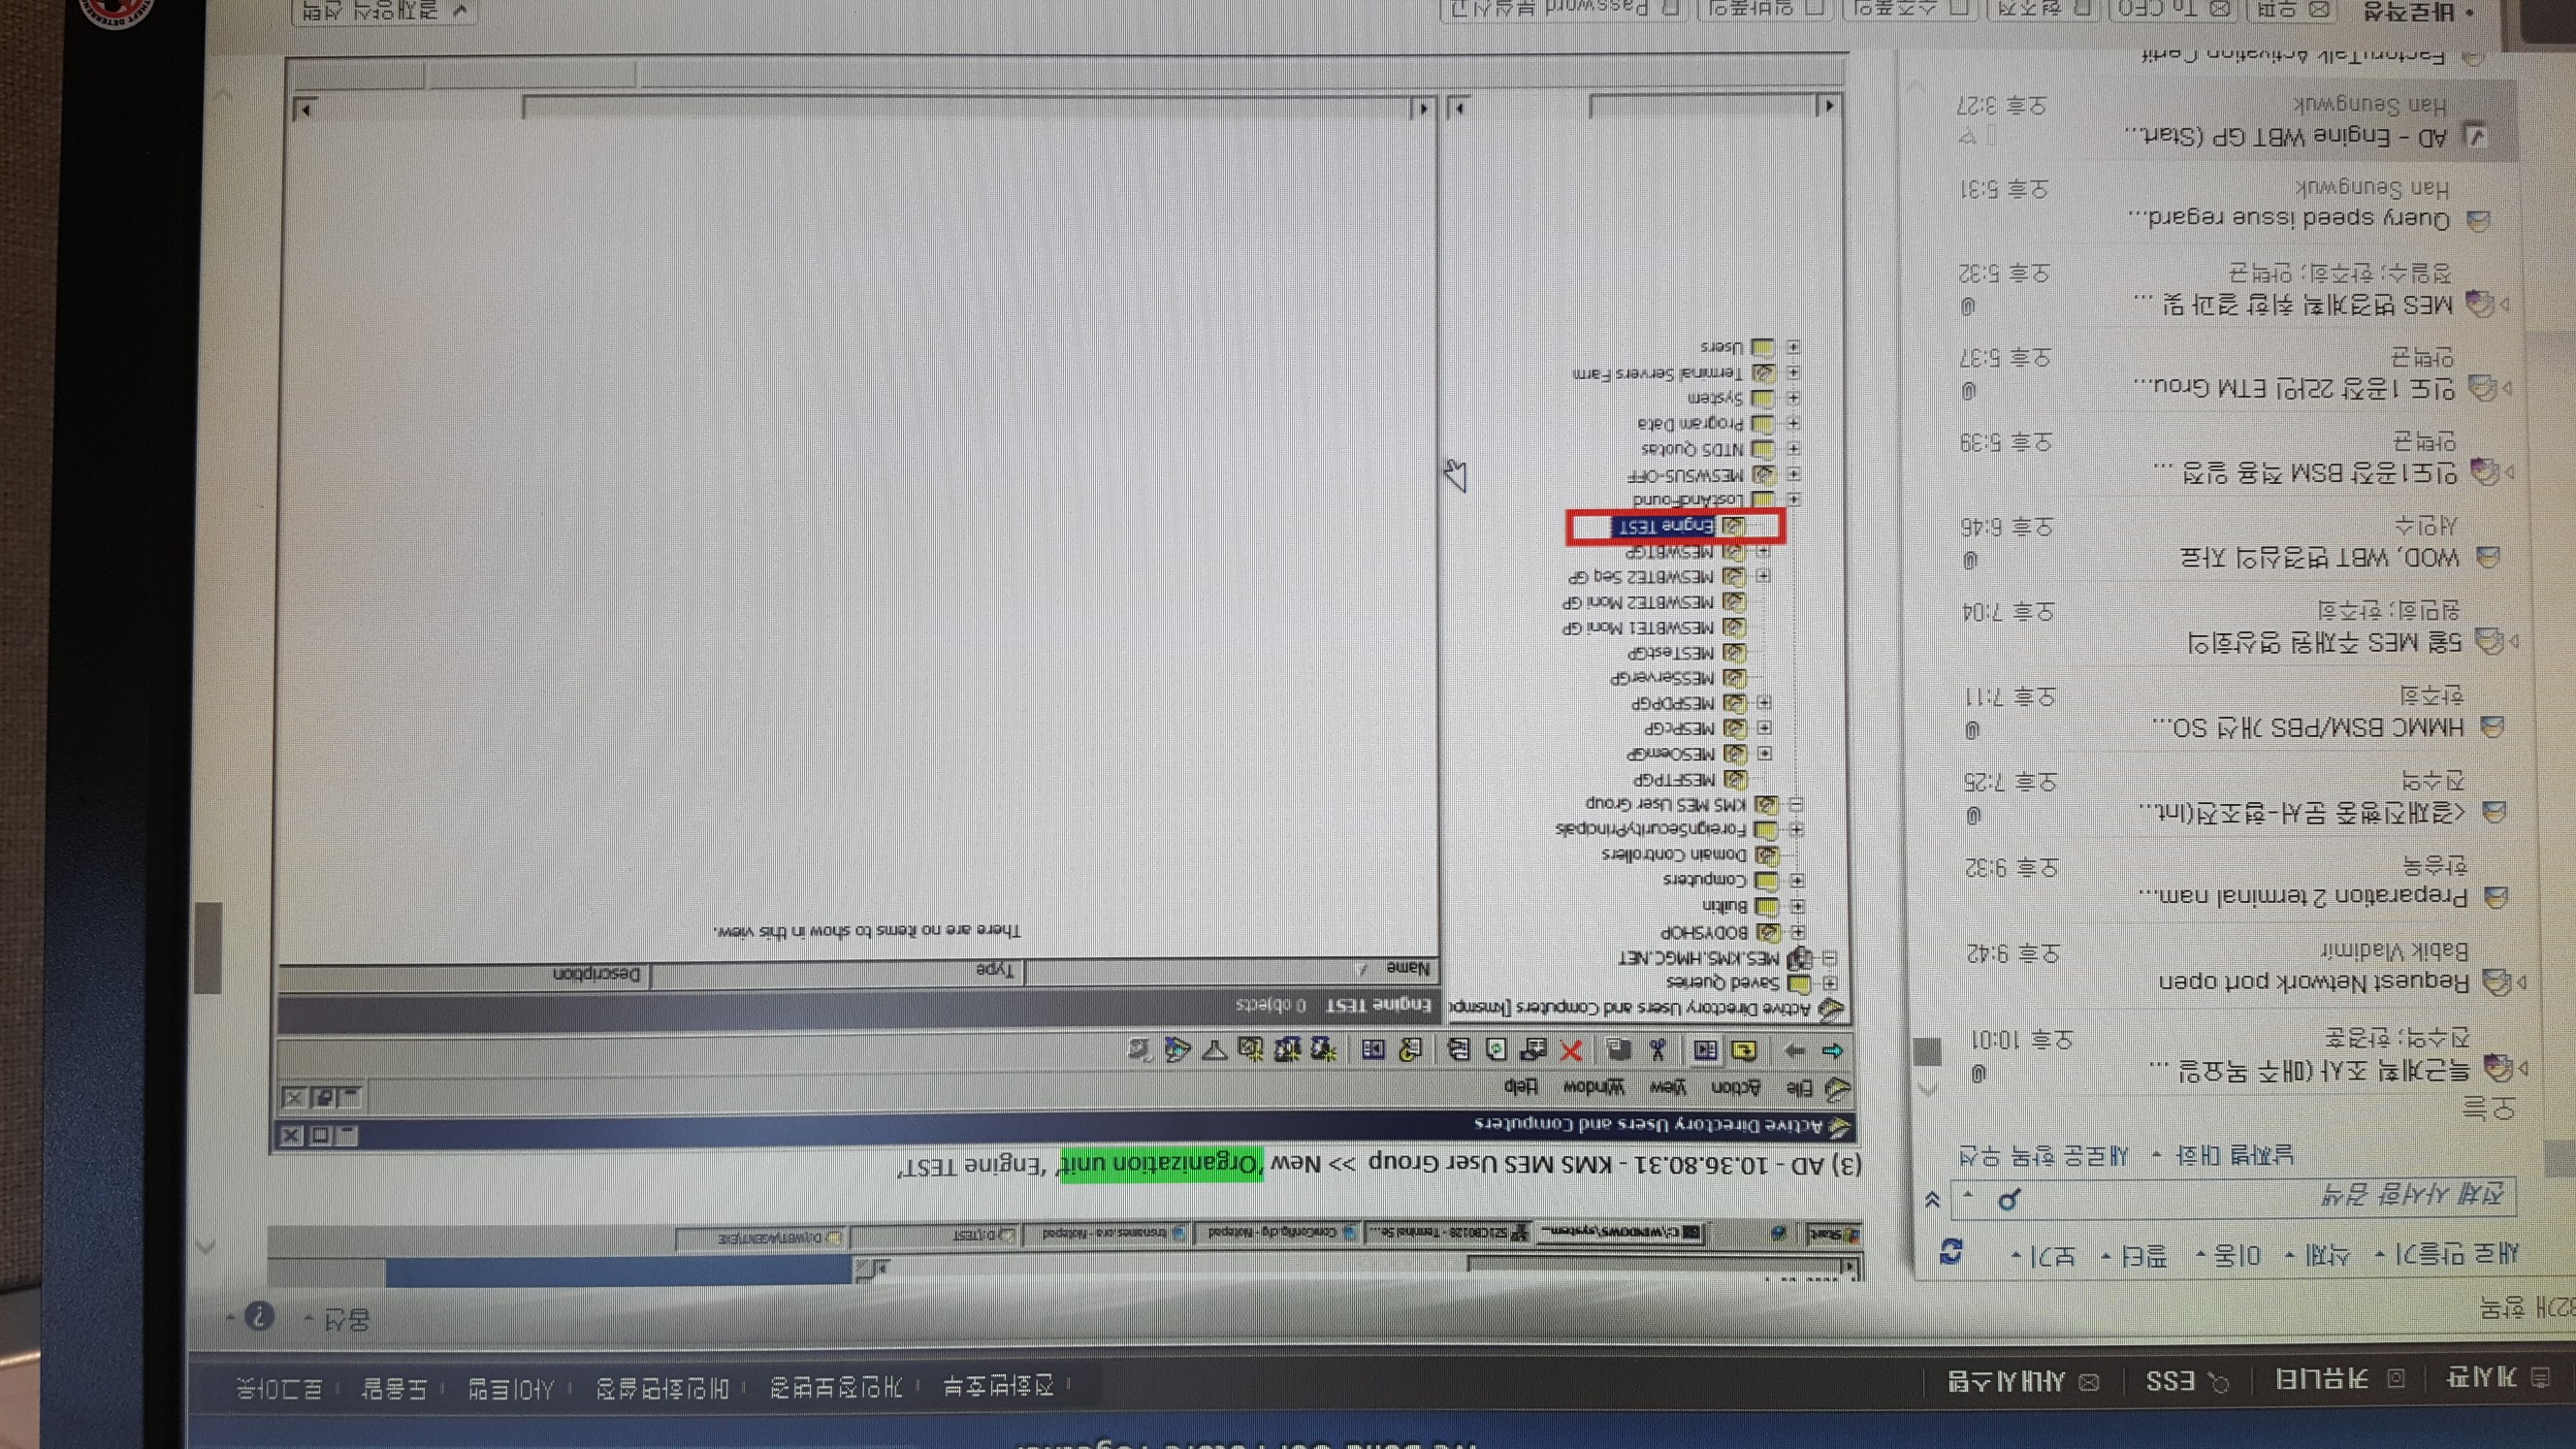 We Build Our Future Together
게시판
커뮤니티
ESS
사내시스템
전화번호부
개인정보변경
메인화면설정
사이트맵
도움말
로그아웃
32개 항목
옵션
새로 만들기
삭제
이동
필터
보기
전체 사서함 검색
날짜별 대화
새로운 항목 우선
오늘
특근계획 조사 (매주 목요일 ...
진수억; 한경훈
오후 10:01
Request Network port open
Babik Vladimír
오후 9:42
Preparation 2 terminal nam...
한승욱
오후 9:32
<결재진행중 문서-협조전(Int...
진수억
오후 7:25
HMMC BSM/PBS 개선 SO...
한주희
오후 7:11
5월 MES 주재원 영상회의
원민희; 한주희
오후 7:04
WOD, WBT 변경심의 자료
서인수
오후 6:46
인도1공장 BSM 적용 일정 ...
안택균
오후 5:39
인도 1공장 2라인 ETM Grou...
안택균
오후 5:37
MES 변경계획 취합 결과 및 ...
정일수; 한주희; 안택균
오후 5:32
Query speed issue regard...
Han Seungwuk
오후 5:31
AD - Engine WBT GP (Start...
Han Seungwuk
오후 3:27
FactoryTalk Activation Certif
Start
C:\WINDOWS\system...
SZ1CB0128 - Terminal Se...
ComConfig.cfg - Notepad
tnsnames.ora - Notepad
D:\TEST
D:\WBT\AGENT\EXE
(3) AD - 10.36.80.31 - KMS MES User Group >> New 'Organization unit' 'Engine TEST'
Active Directory Users and Computers
File Action View Window Help
Active Directory Users and Computers [kmsmp
Saved Queries
MES.KMS.HMGC.NET
BODYSHOP
Builtin
Computers
Domain Controllers
ForeignSecurityPrincipals
KMS MES User Group
MESFTPGP
MESOemGP
MESPcGP
MESPDPGP
MESServerGP
MESTestGP
MESWBTE1 Moni GP
MESWBTE2 Moni GP
MESWBTE2 Seq GP
MESWBTGP
Engine TEST
LostAndFound
MESWSUS-OFF
NTDS Quotas
Program Data
System
Terminal Servers Farm
Users
Engine TEST 0 objects
Name
Type
Description
There are no items to show in this view.
바로작성
우편
To CEO
협조전
수주품의
일반품의
Password 분실신고
결재양식 선택